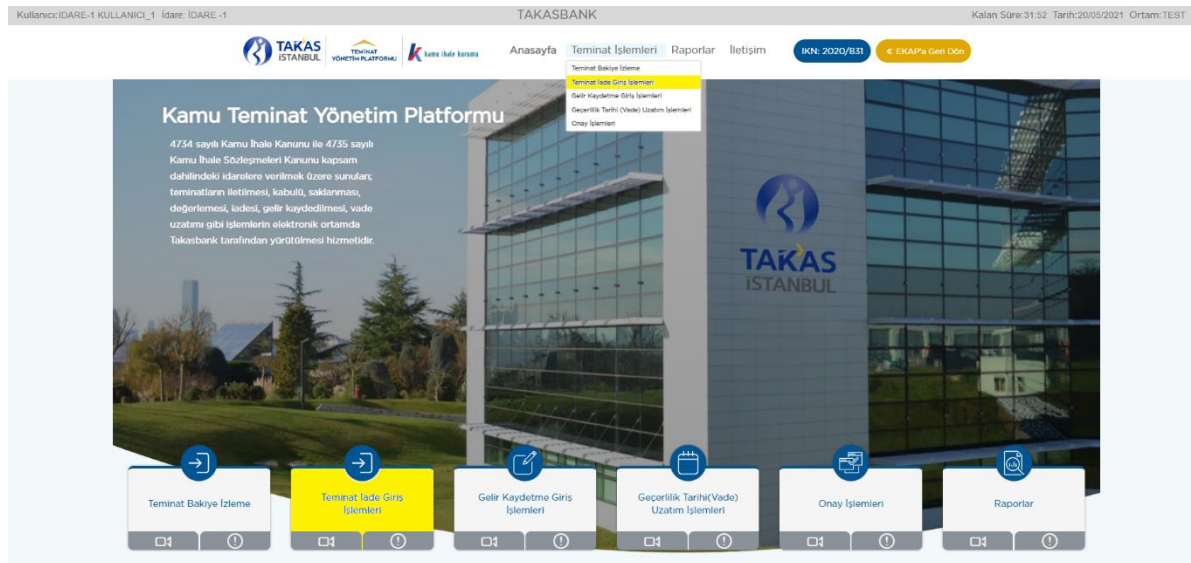 Kullanıcı:IDARE-1 KULLANICI_1 İdare: İDARE -1
TAKASBANK
Kalan Süre:31:52 Tarih:20/05/2021 Ortam:TEST
TAKAS
İSTANBUL
TEMİNAT
YÖNETİM PLATFORMU
kamu ihale kurumu
Anasayfa
Teminat İşlemleri
Raporlar
İletişim
IKN: 2020/831
« EKAP'a Geri Dön
Teminat Bakiye İzleme
Teminat İade Giriş İşlemleri
Gelir Kaydetme Giriş İşlemleri
Geçerlilik Tarihi (Vade) Uzatım İşlemleri
Onay İşlemleri
Kamu Teminat Yönetim Platformu
4734 sayılı Kamu İhale Kanunu ile 4735 sayılı
Kamu İhale Sözleşmeleri Kanunu kapsam
dahilindeki idarelere verilmek üzere sunulan;
teminatların iletilmesi, kabulü, saklanması,
değerlemesi, iadesi, gelir kaydedilmesi, vade
uzatımı gibi işlemlerin elektronik ortamda
Takasbank tarafından yürütülmesi hizmetidir.
TAKAS
İSTANBUL
Teminat Bakiye İzleme
Teminat İade Giriş
İşlemleri
Gelir Kaydetme Giriş
İşlemleri
Geçerlilik Tarihi(Vade)
Uzatım İşlemleri
Onay İşlemleri
Raporlar